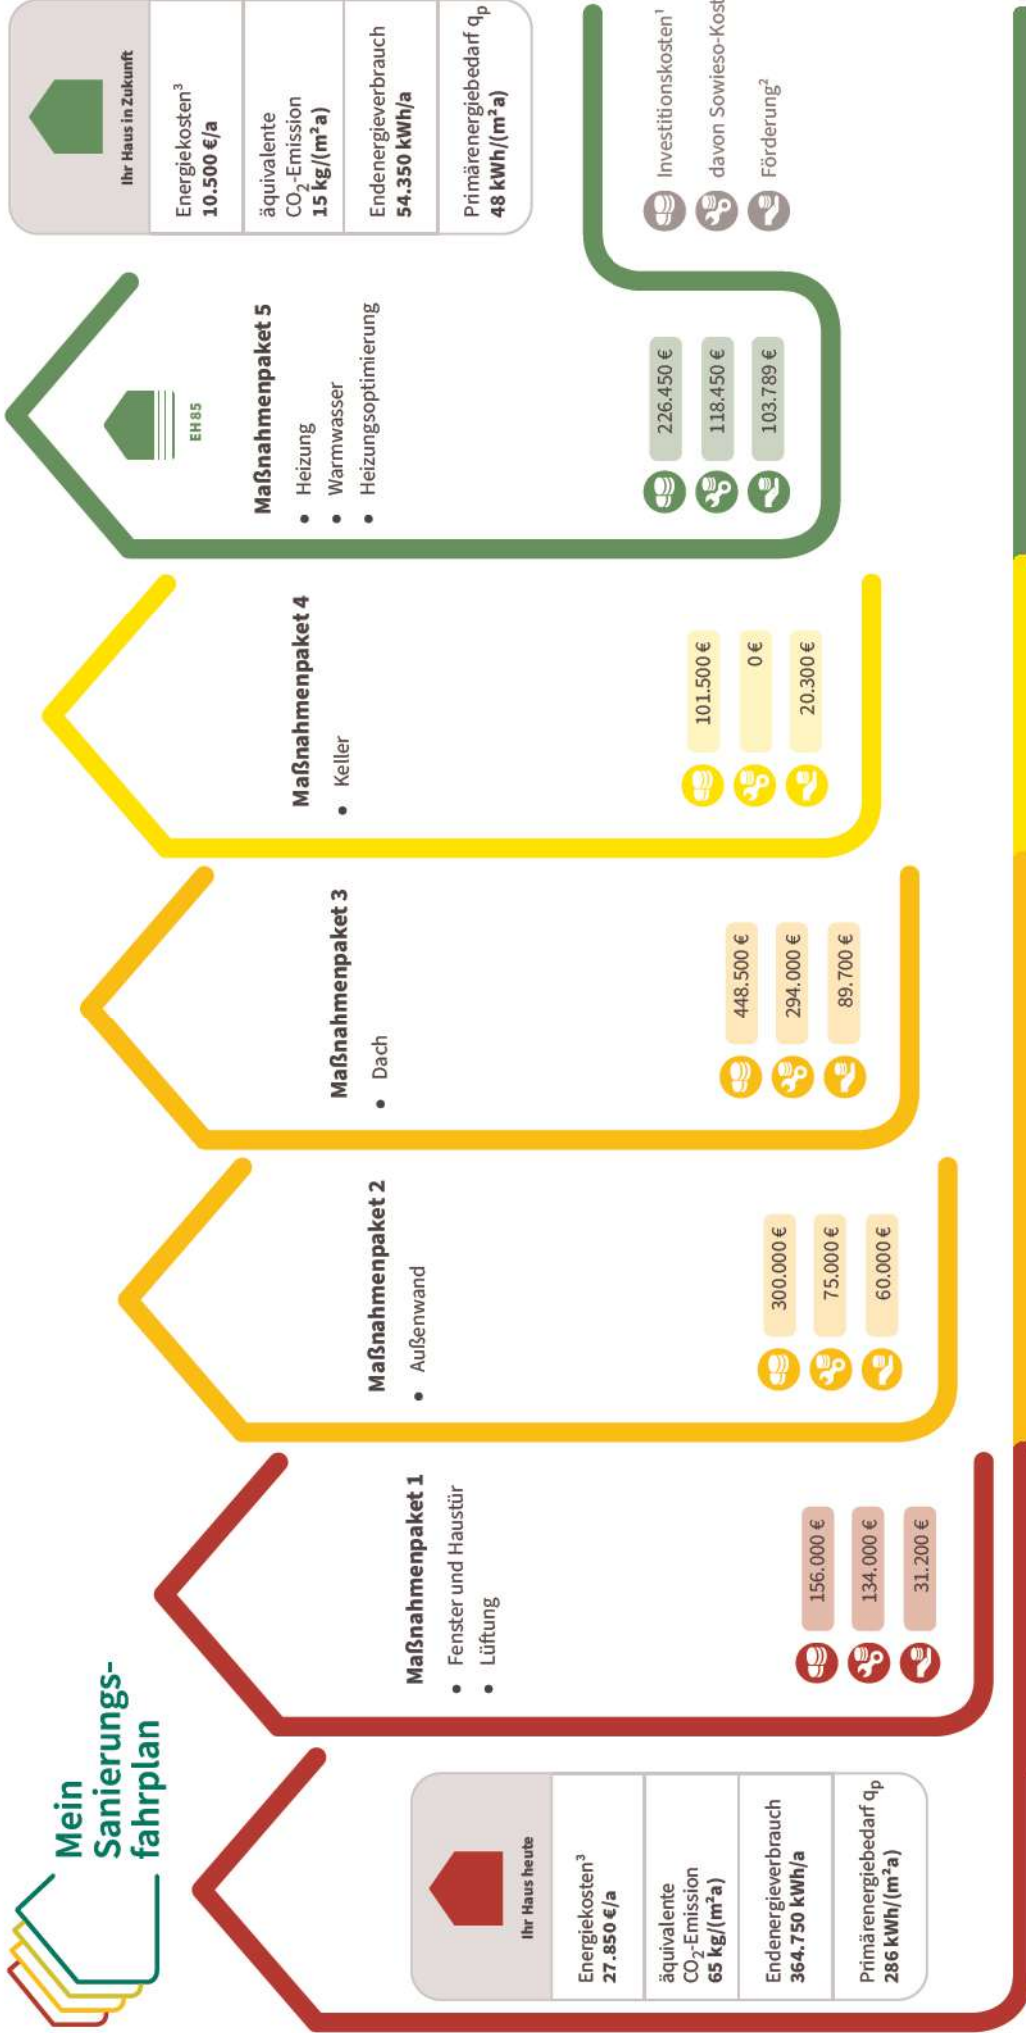 Mein
Sanierungs-
fahrplan
Ihr Haus heute
Energiekosten³
27.850 €/a
äquivalente
CO₂-Emission
65 kg/(m²a)
Endenergieverbrauch
364.750 kWh/a
Primärenergiebedarf qₚ
286 kWh/(m²a)
Maßnahmenpaket 1
• Fenster und Haustür
• Lüftung
156.000 €
134.000 €
31.200 €
Maßnahmenpaket 2
• Außenwand
300.000 €
75.000 €
60.000 €
Maßnahmenpaket 3
• Dach
448.500 €
294.000 €
89.700 €
Maßnahmenpaket 4
• Keller
101.500 €
0 €
20.300 €
EH85
Maßnahmenpaket 5
• Heizung
• Warmwasser
• Heizungsoptimierung
226.450 €
118.450 €
103.789 €
Ihr Haus in Zukunft
Energiekosten³
10.500 €/a
äquivalente
CO₂-Emission
15 kg/(m²a)
Endenergieverbrauch
54.350 kWh/a
Primärenergiebedarf qₚ
48 kWh/(m²a)
Investitionskosten¹
davon Sowieso-Kost
Förderung²